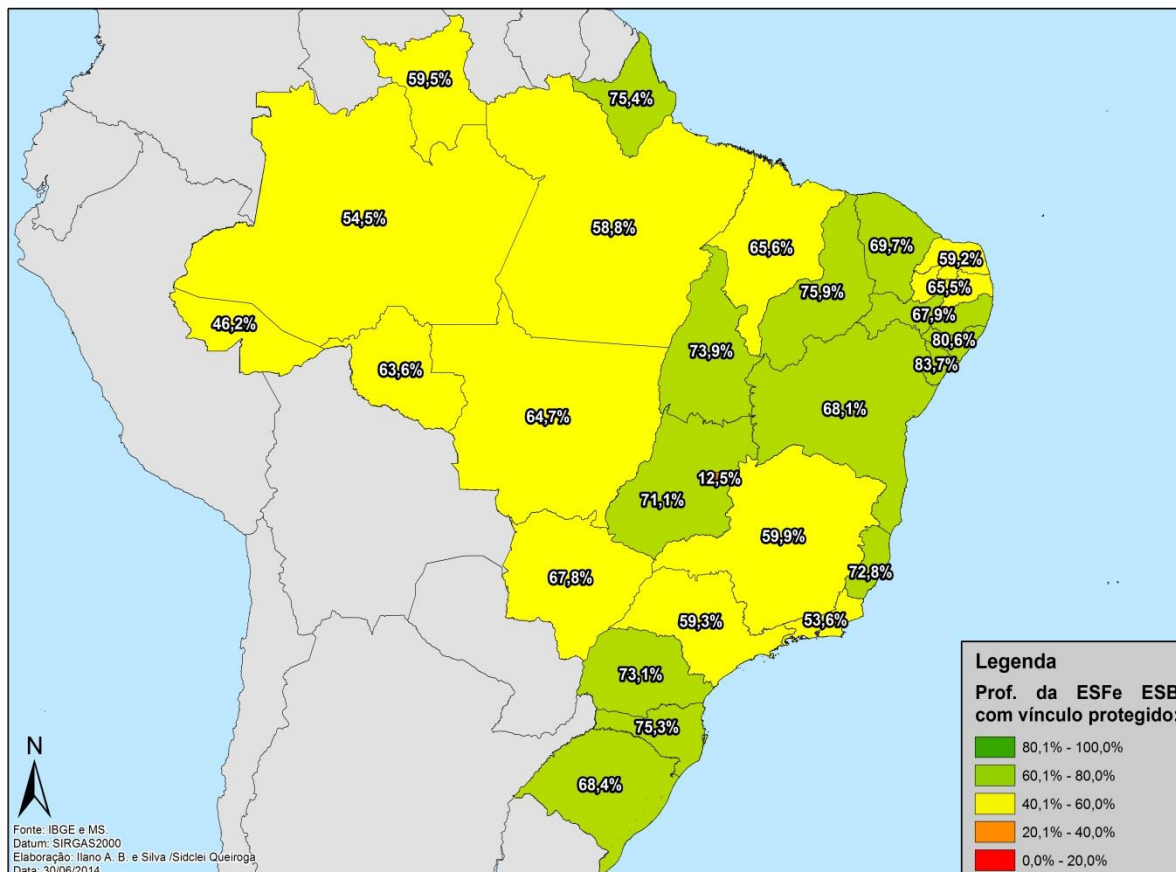 59,5%
75,4%
54,5%
58,8%
65,6%
69,7%
59,2%
65,5%
75,9%
67,9%
80,6%
83,7%
46,2%
63,6%
73,9%
64,7%
68,1%
12,5%
71,1%
59,9%
72,8%
67,8%
59,3%
53,6%
73,1%
75,3%
68,4%
N
Fonte: IBGE e MS.
Datum: SIRGAS2000
Elaboração: Ilano A. B. e Silva /Sidclei Queiroga
Data: 30/06/2014
Legenda
Prof. da ESFe ESB
com vínculo protegido:
80,1% - 100,0%
60,1% - 80,0%
40,1% - 60,0%
20,1% - 40,0%
0,0% - 20,0%